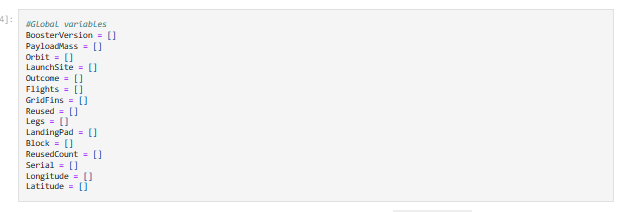 4]:
#Global variables
BoosterVersion = []
PayloadMass = []
Orbit = []
LaunchSite = []
Outcome = []
Flights = []
GridFins = []
Reused = []
Legs = []
LandingPad = []
Block = []
ReusedCount = []
Serial = []
Longitude = []
Latitude = []